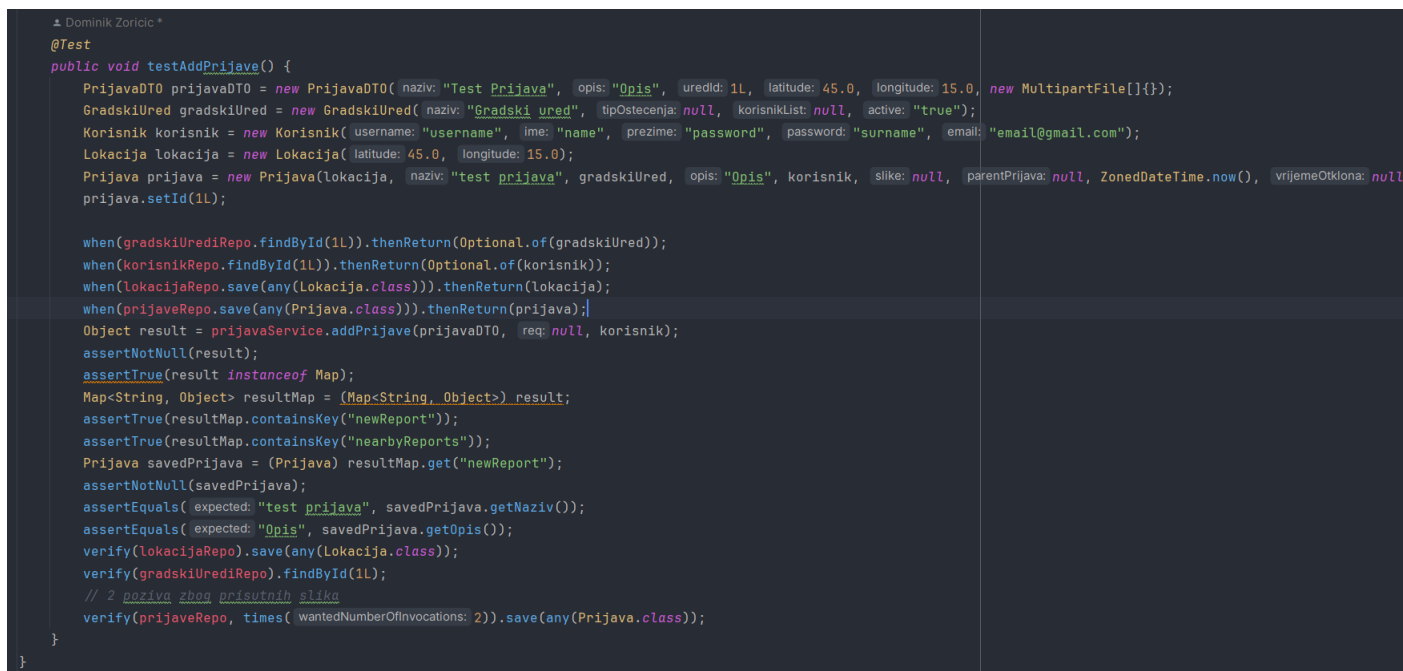 Dominik Zoricic *
@Test
public void testAddPrijave() {
PrijavaDTO prijavaDTO = new PrijavaDTO( naziv: "Test Prijava", opis: "Opis", uredId: 1L, latitude: 45.0, longitude: 15.0, new MultipartFile[]{});
GradskiUred gradskiUred = new GradskiUred( naziv: "Gradski ured", tipOstecenja: null, korisnikList: null, active: "true");
Korisnik korisnik = new Korisnik( username: "username", ime: "name", prezime: "password", password: "surname", email: "email@gmail.com");
Lokacija lokacija = new Lokacija( latitude: 45.0, longitude: 15.0);
Prijava prijava = new Prijava(lokacija, naziv: "test prijava", gradskiUred, opis: "Opis", korisnik, slike: null, parentPrijava: null, ZonedDateTime.now(), vrijemeOtklona: null
prijava.setId(1L);
when(gradskiUrediRepo.findById(1L)).thenReturn(Optional.of(gradskiUred));
when(korisnikRepo.findById(1L)).thenReturn(Optional.of(korisnik));
when(lokacijaRepo.save(any(Lokacija.class))).thenReturn(lokacija);
when(prijaveRepo.save(any(Prijava.class))).thenReturn(prijava);
Object result = prijavaService.addPrijave(prijavaDTO, req: null, korisnik);
assertNotNull(result);
assertTrue(result instanceof Map);
Map<String, Object> resultMap = (Map<String, Object>) result;
assertTrue(resultMap.containsKey("newReport"));
assertTrue(resultMap.containsKey("nearbyReports"));
Prijava savedPrijava = (Prijava) resultMap.get("newReport");
assertNotNull(savedPrijava);
assertEquals( expected: "test prijava", savedPrijava.getNaziv());
assertEquals( expected: "Opis", savedPrijava.getOpis());
verify(lokacijaRepo).save(any(Lokacija.class));
verify(gradskiUrediRepo).findById(1L);
// 2 poziva zbog prisutnih slika
verify(prijaveRepo, times( wantedNumberOfInvocations: 2)).save(any(Prijava.class));
}
}